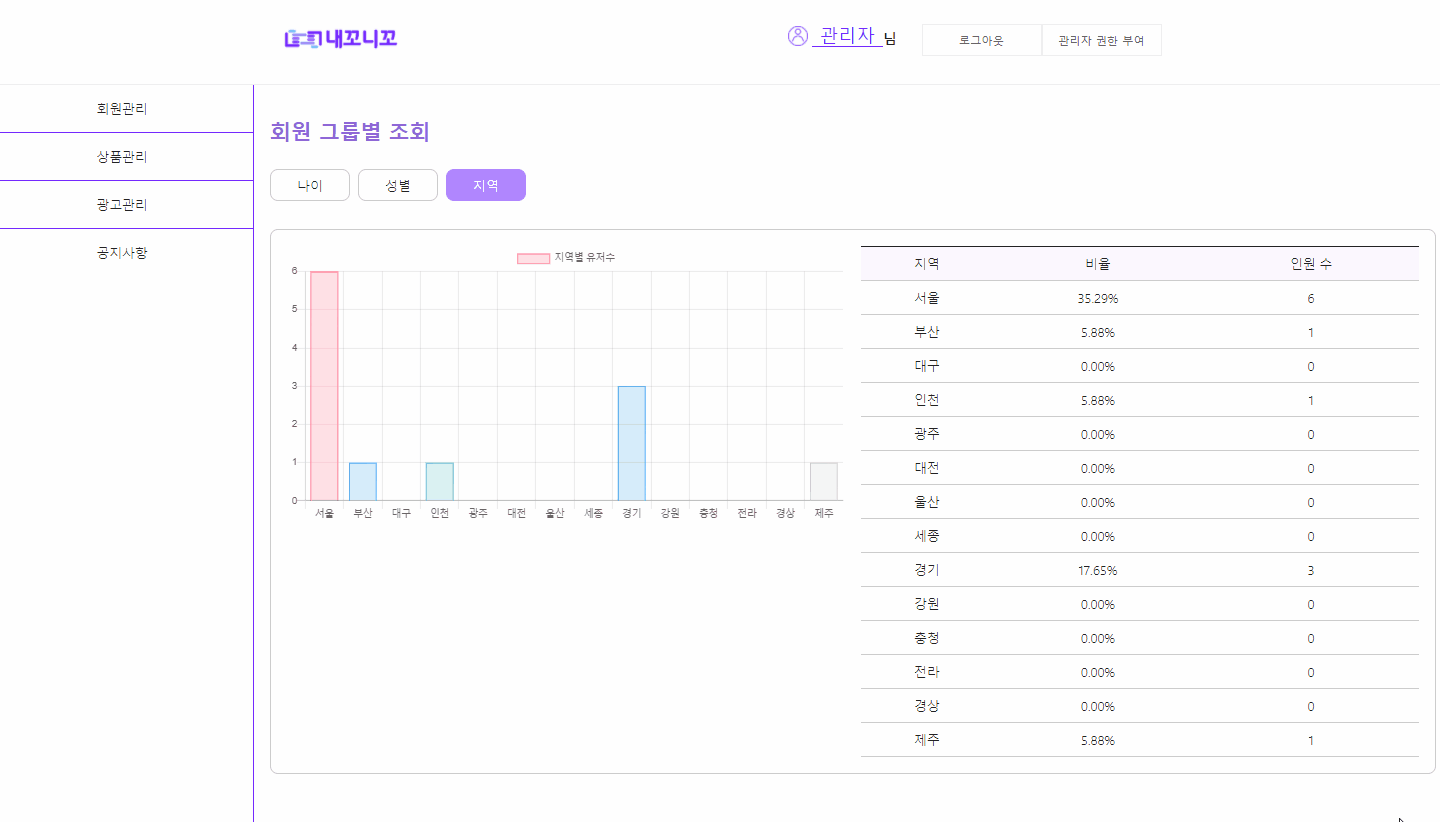 내꼬니꼬
관리자 님
로그아웃
관리자 권한 부여
회원관리
상품관리
광고관리
공지사항
회원 그룹별 조회
나이 성별 지역
지역별 유저수
6
5
4
3
2
1
0
서울 부산 대구 인천 광주 대전 울산 세종 경기 강원 충청 전라 경상 제주
지역 비율 인원 수
서울 35.29% 6
부산 5.88% 1
대구 0.00% 0
인천 5.88% 1
광주 0.00% 0
대전 0.00% 0
울산 0.00% 0
세종 0.00% 0
경기 17.65% 3
강원 0.00% 0
충청 0.00% 0
전라 0.00% 0
경상 0.00% 0
제주 5.88% 1